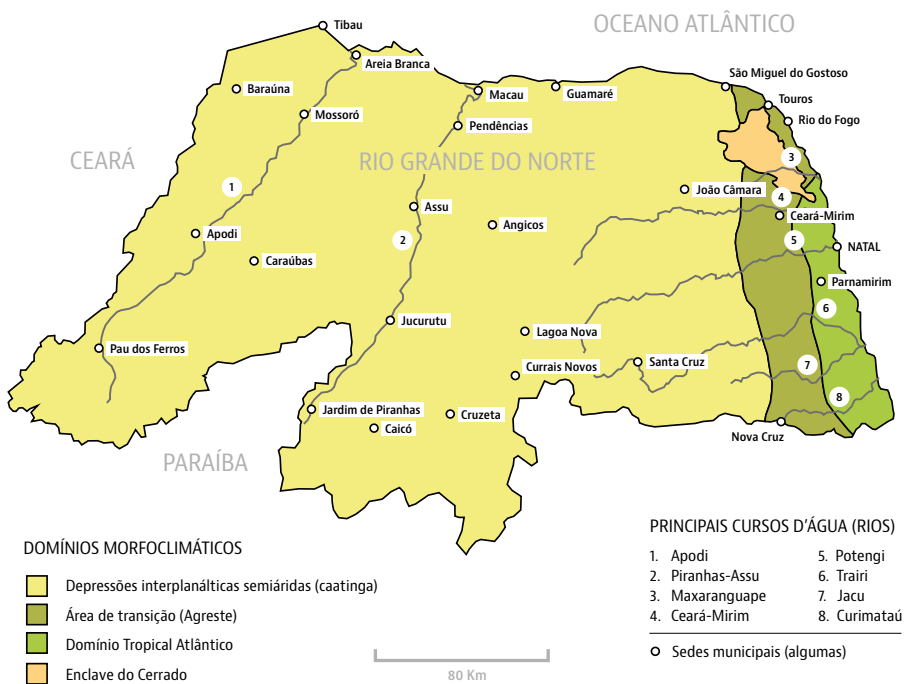 OCEANO ATLÂNTICO
Tibau
Areia Branca
Baraúna
Mossoró
Macau
Guamaré
São Miguel do Gostoso
Touros
Rio do Fogo
Pendências
CEARÁ
RIO GRANDE DO NORTE
3
1
João Câmara
4
Assu
Ceará-Mirim
Apodi
2
Angicos
5
NATAL
Caraúbas
Parnamirim
6
Jucurutu
Lagoa Nova
Pau dos Ferros
Currais Novos
Santa Cruz
7
8
Jardim de Piranhas
Cruzeta
Caicó
Nova Cruz
PARAÍBA
DOMÍNIOS MORFOCLIMÁTICOS
Depressões interplanálticas semiáridas (caatinga)
Área de transição (Agreste)
Domínio Tropical Atlântico
Enclave do Cerrado
80 Km
PRINCIPAIS CURSOS D'ÁGUA (RIOS)
1. Apodi
2. Piranhas-Assu
3. Maxaranguape
4. Ceará-Mirim
5. Potengi
6. Trairi
7. Jacu
8. Curimataú
Sedes municipais (algumas)